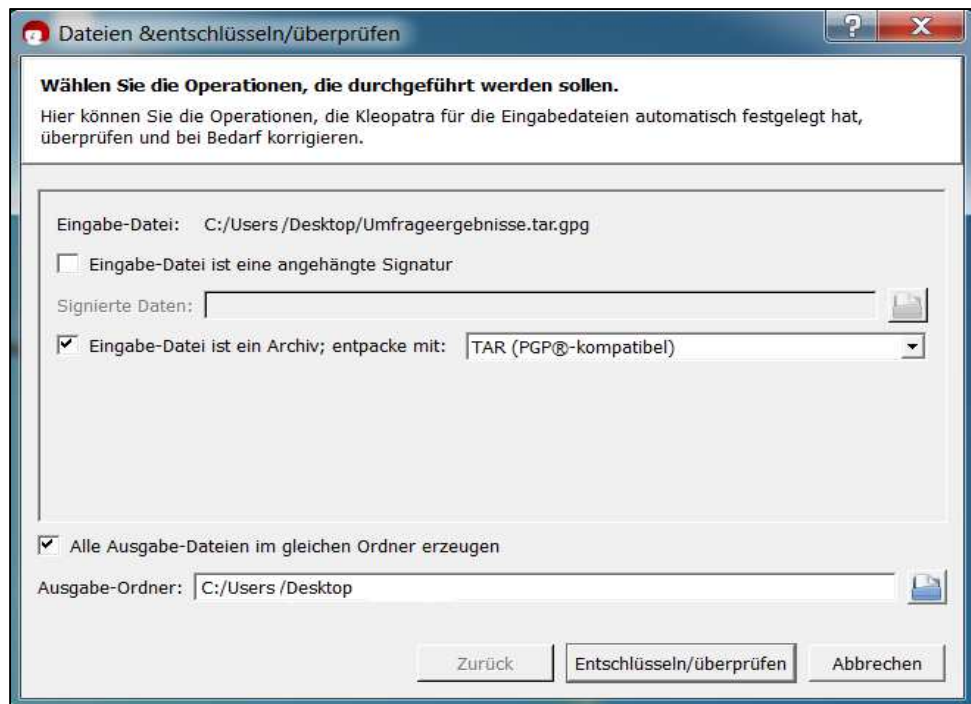 Dateien &entschlüsseln/überprüfen
Wählen Sie die Operationen, die durchgeführt werden sollen.
Hier können Sie die Operationen, die Kleopatra für die Eingabedateien automatisch festgelegt hat,
überprüfen und bei Bedarf korrigieren.
Eingabe-Datei: C:/Users /Desktop/Umfrageergebnisse.tar.gpg
Eingabe-Datei ist eine angehängte Signatur
Signierte Daten:
Eingabe-Datei ist ein Archiv; entpacke mit: TAR (PGP®-kompatibel)
Alle Ausgabe-Dateien im gleichen Ordner erzeugen
Ausgabe-Ordner: C:/Users /Desktop
Zurück Entschlüsseln/überprüfen Abbrechen